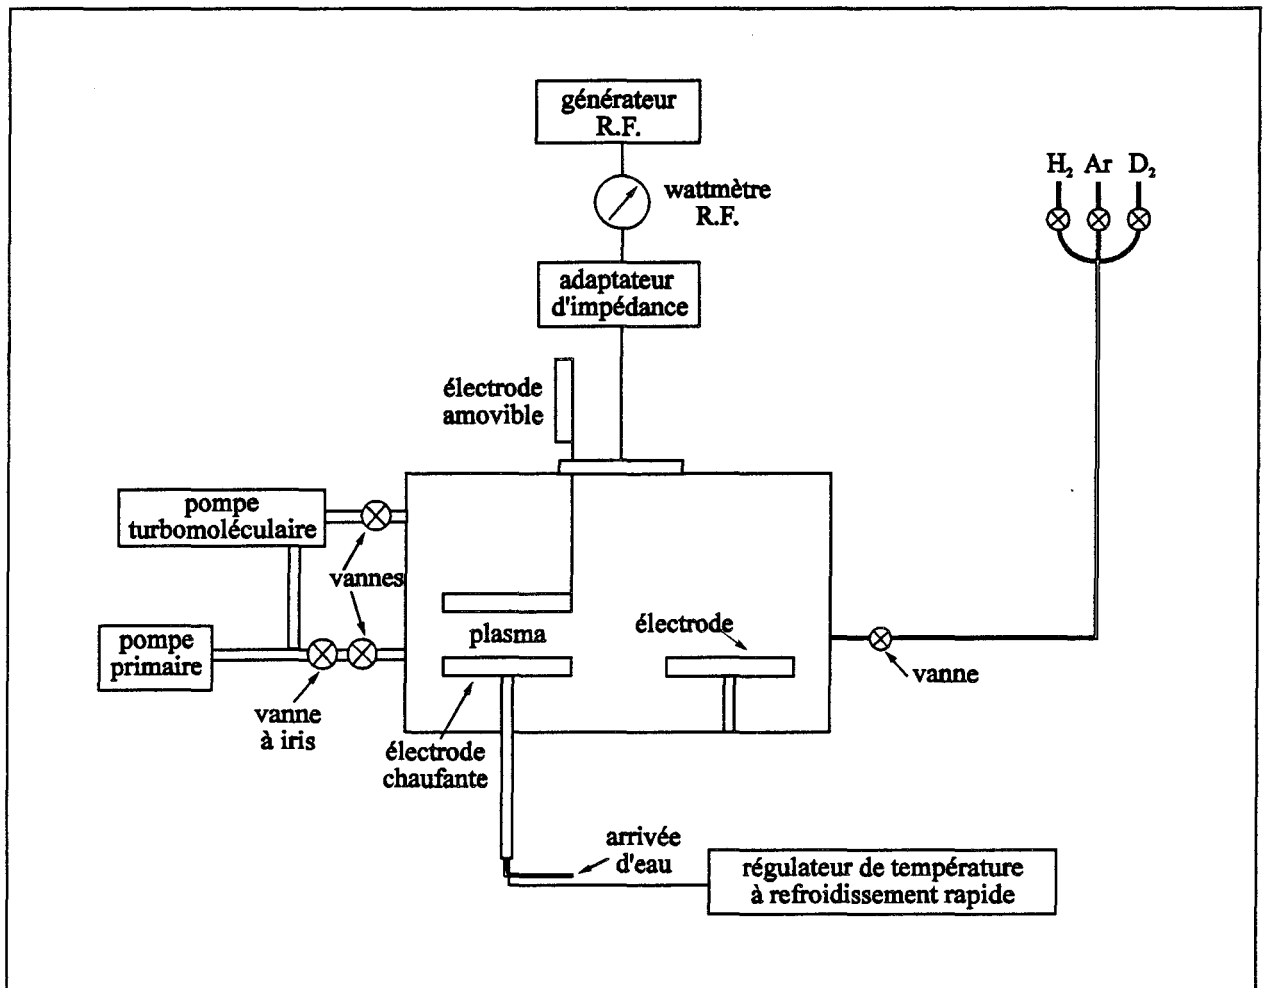 générateur
R.F.
wattmètre
R.F.
H₂ Ar D₂
adaptateur
d'impédance
électrode
amovible
pompe
turbomoléculaire
vannes
pompe
primaire
plasma
électrode
vanne
vanne
à iris
électrode
chaufante
arrivée
d'eau
régulateur de température
à refroidissement rapide